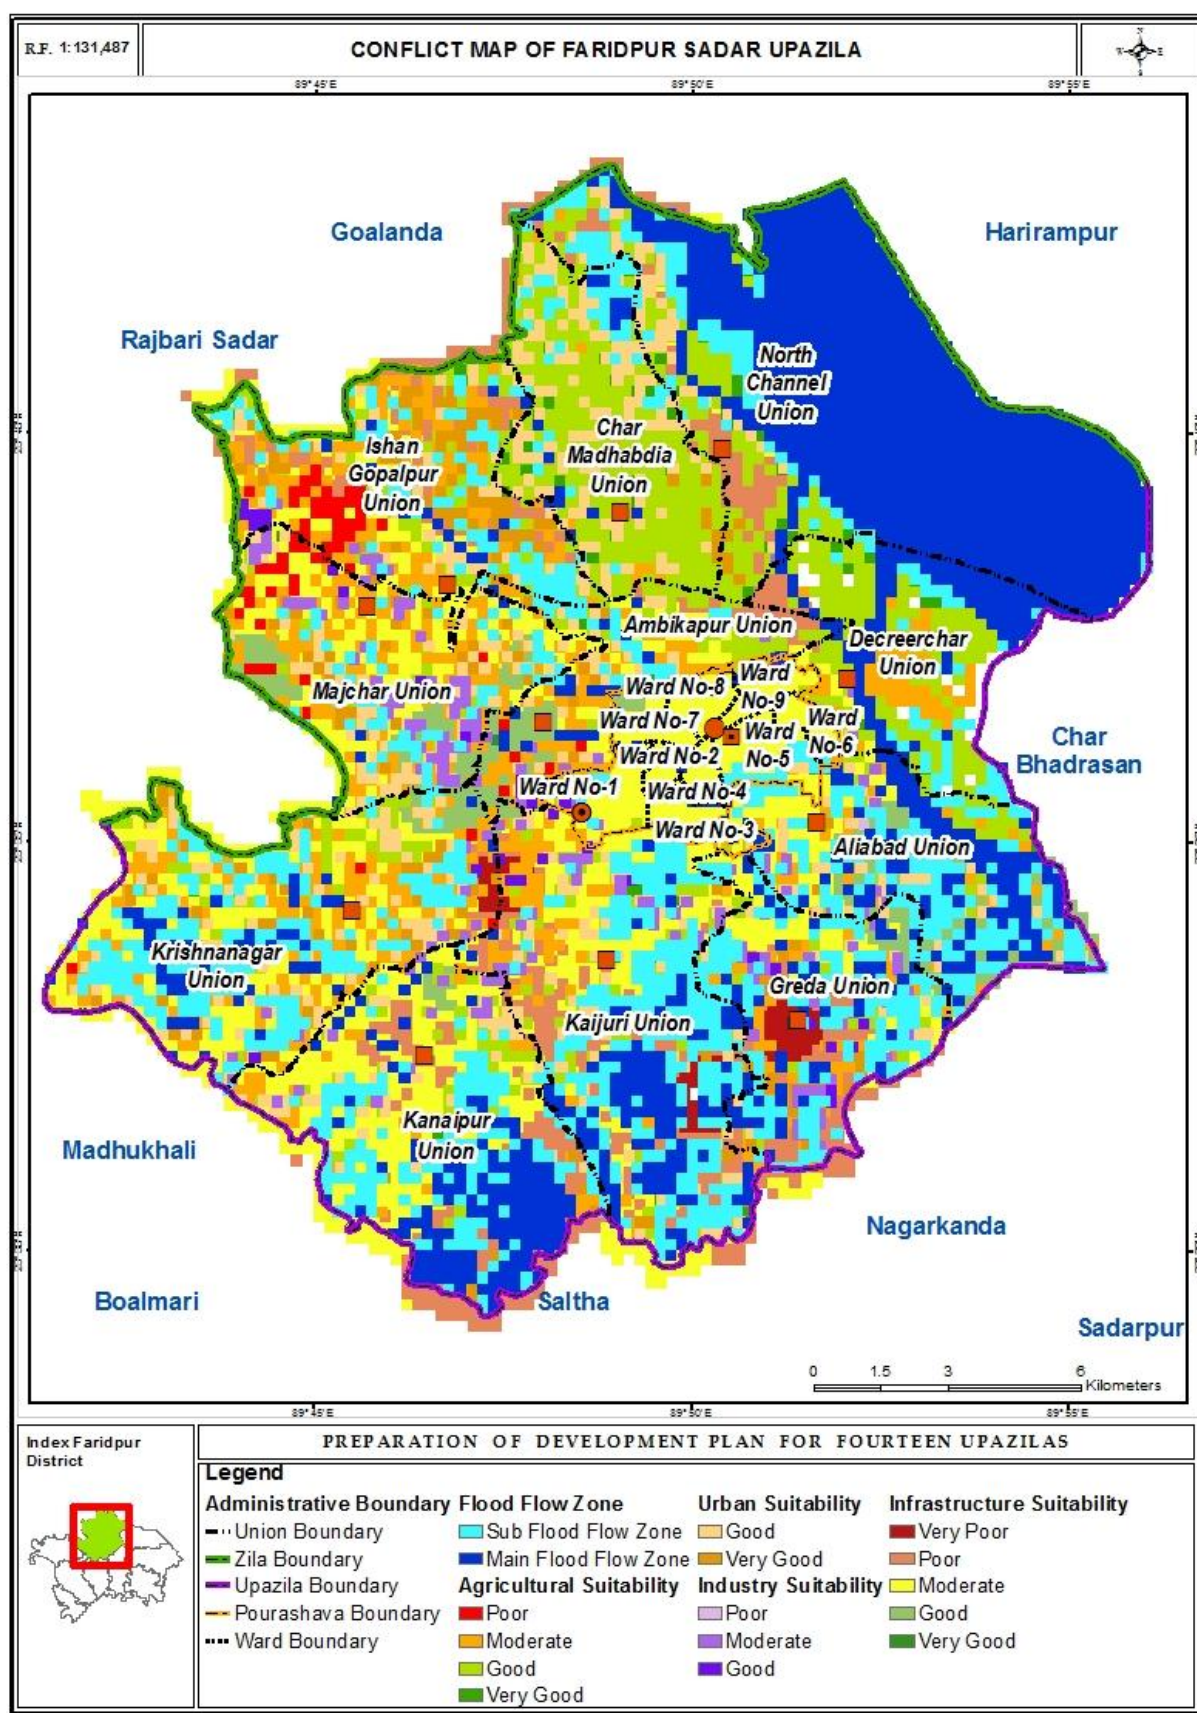 R.F. 1:131,487
CONFLICT MAP OF FARIDPUR SADAR UPAZILA
N
W
E
S
89°45'E
89°50'E
89°55'E
Goalanda
Harirampur
Rajbari Sadar
North
Channel
Union
Char
Madhabdia
Union
Ishan
Gopalpur
Union
Ambikapur Union
Decreerchar
Union
Majchar Union
Ward No-8
Ward
No-9
Ward No-7
Ward
No-6
Ward
No-5
Ward No-2
Ward No-1
Ward No-4
Ward No-3
Char
Bhadrasan
Aliabad Union
Krishnanagar
Union
Greda Union
Kaijuri Union
Kanaipur
Union
Madhukhali
Nagarkanda
Boalmari
Saltha
Sadarpur
0 1.5 3 6
Kilometers
89°45'E
89°50'E
89°55'E
Index Faridpur
District
PREPARATION OF DEVELOPMENT PLAN FOR FOURTEEN UPAZILAS
Legend
Administrative Boundary
Union Boundary
Zila Boundary
Upazila Boundary
Pourashava Boundary
Ward Boundary
Flood Flow Zone
Sub Flood Flow Zone
Main Flood Flow Zone
Agricultural Suitability
Poor
Moderate
Good
Very Good
Urban Suitability
Good
Very Good
Industry Suitability
Poor
Moderate
Good
Infrastructure Suitability
Very Poor
Poor
Moderate
Good
Very Good